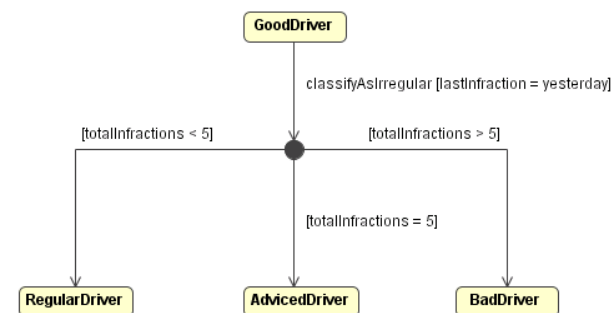 GoodDriver
classifyAsIrregular [lastInfraction = yesterday]
[totalInfractions < 5]
[totalInfractions > 5]
[totalInfractions = 5]
RegularDriver
AdvicedDriver
BadDriver